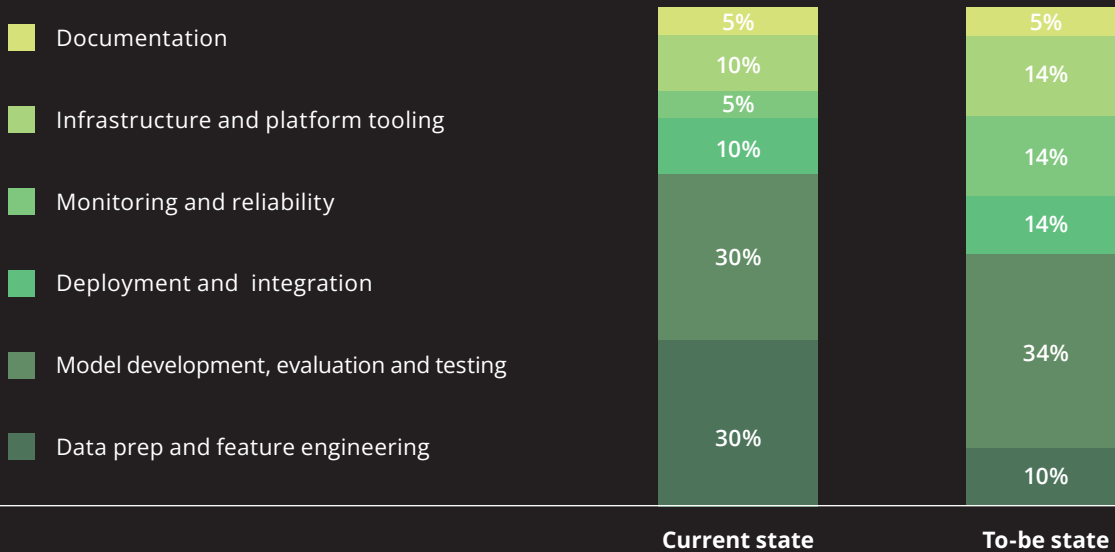 Documentation
Infrastructure and platform tooling
Monitoring and reliability
Deployment and  integration
Model development, evaluation and testing
Data prep and feature engineering
5%
10%
5%
10%
30%
30%
Current state
5%
14%
14%
14%
34%
10%
To-be state